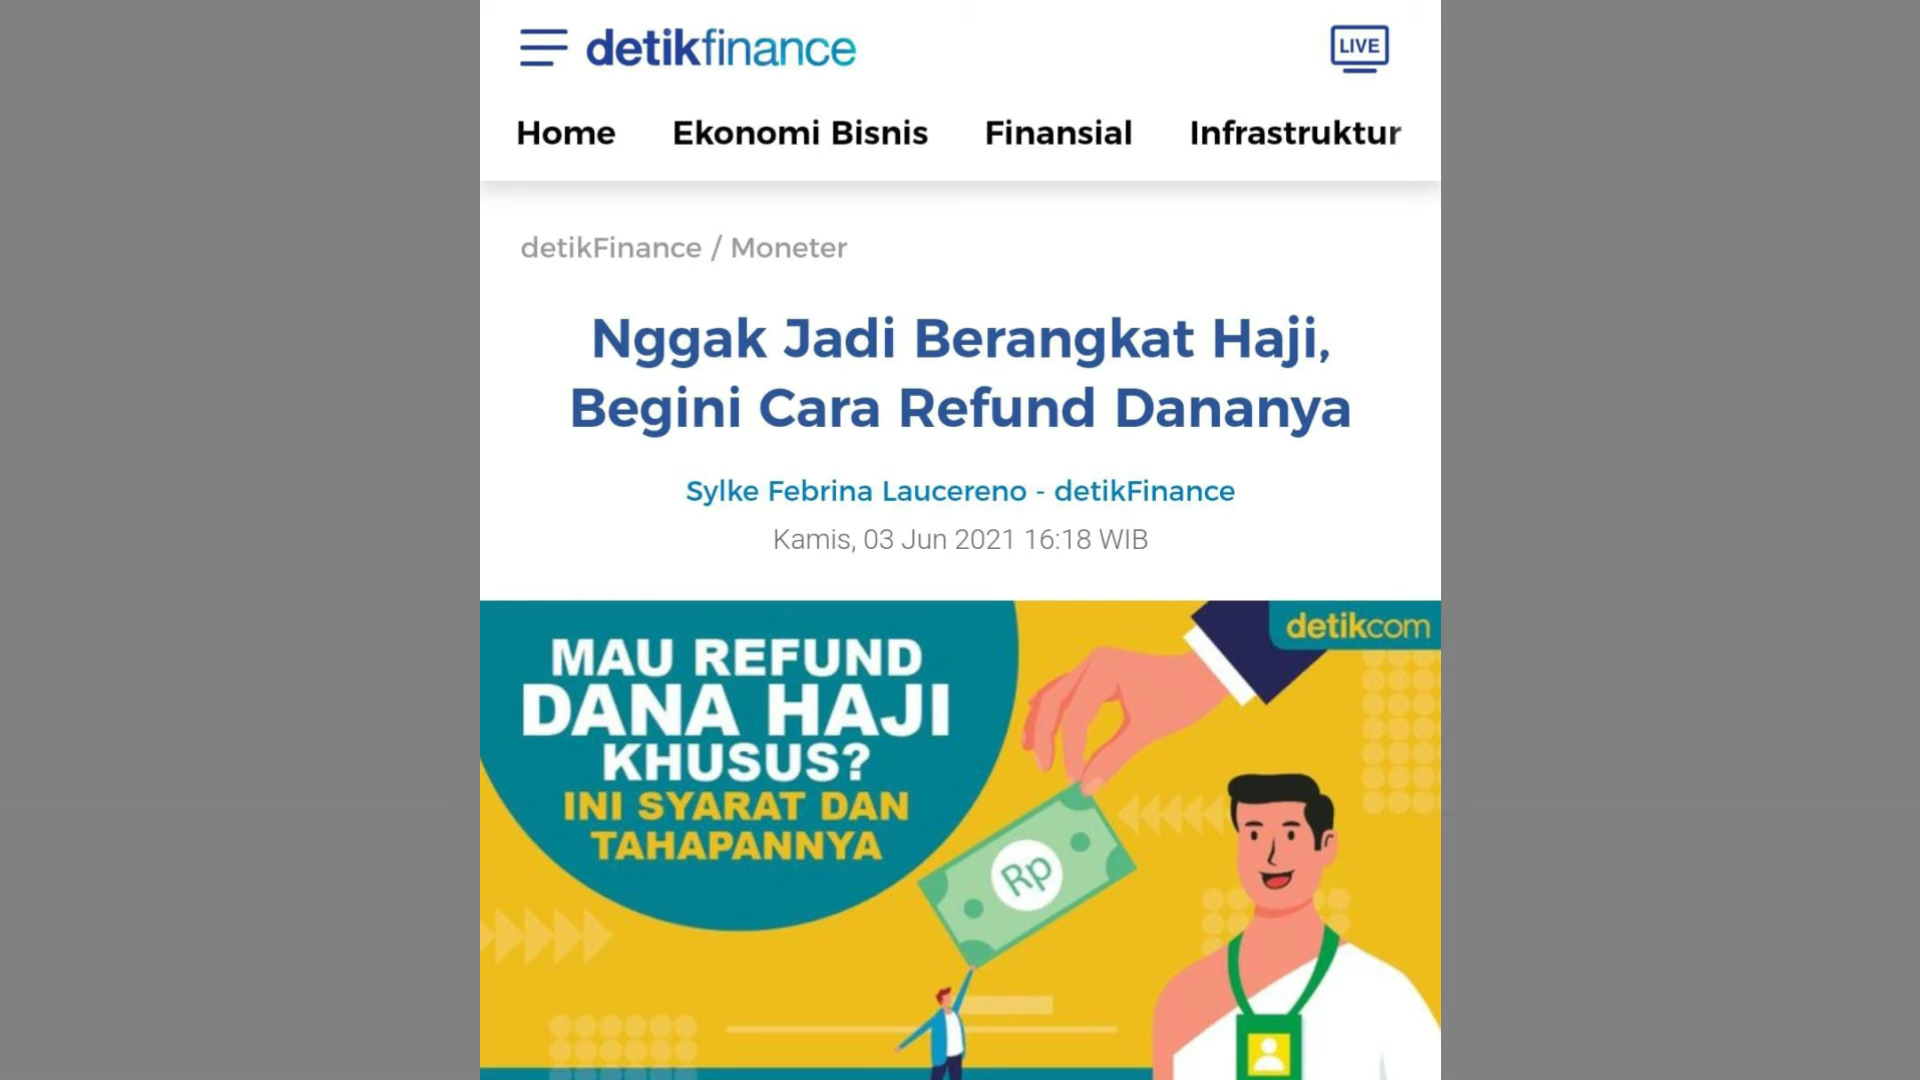 detikfinance
LIVE
Home Ekonomi Bisnis Finansial Infrastruktur
detikFinance / Moneter
Nggak Jadi Berangkat Haji,
Begini Cara Refund Dananya
Sylke Febrina Laucereno - detikFinance
Kamis, 03 Jun 2021 16:18 WIB
detikcom
MAU REFUND
DANA HAJI
KHUSUS?
INI SYARAT DAN
TAHAPANNYA
Rp